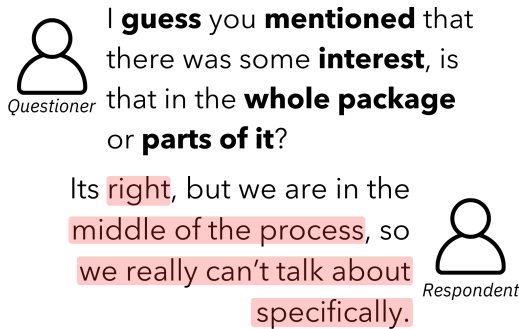 I guess you mentioned that
there was some interest, is
that in the whole package
or parts of it?
Questioner
Its right, but we are in the
middle of the process, so
we really can't talk about
specifically.
Respondent